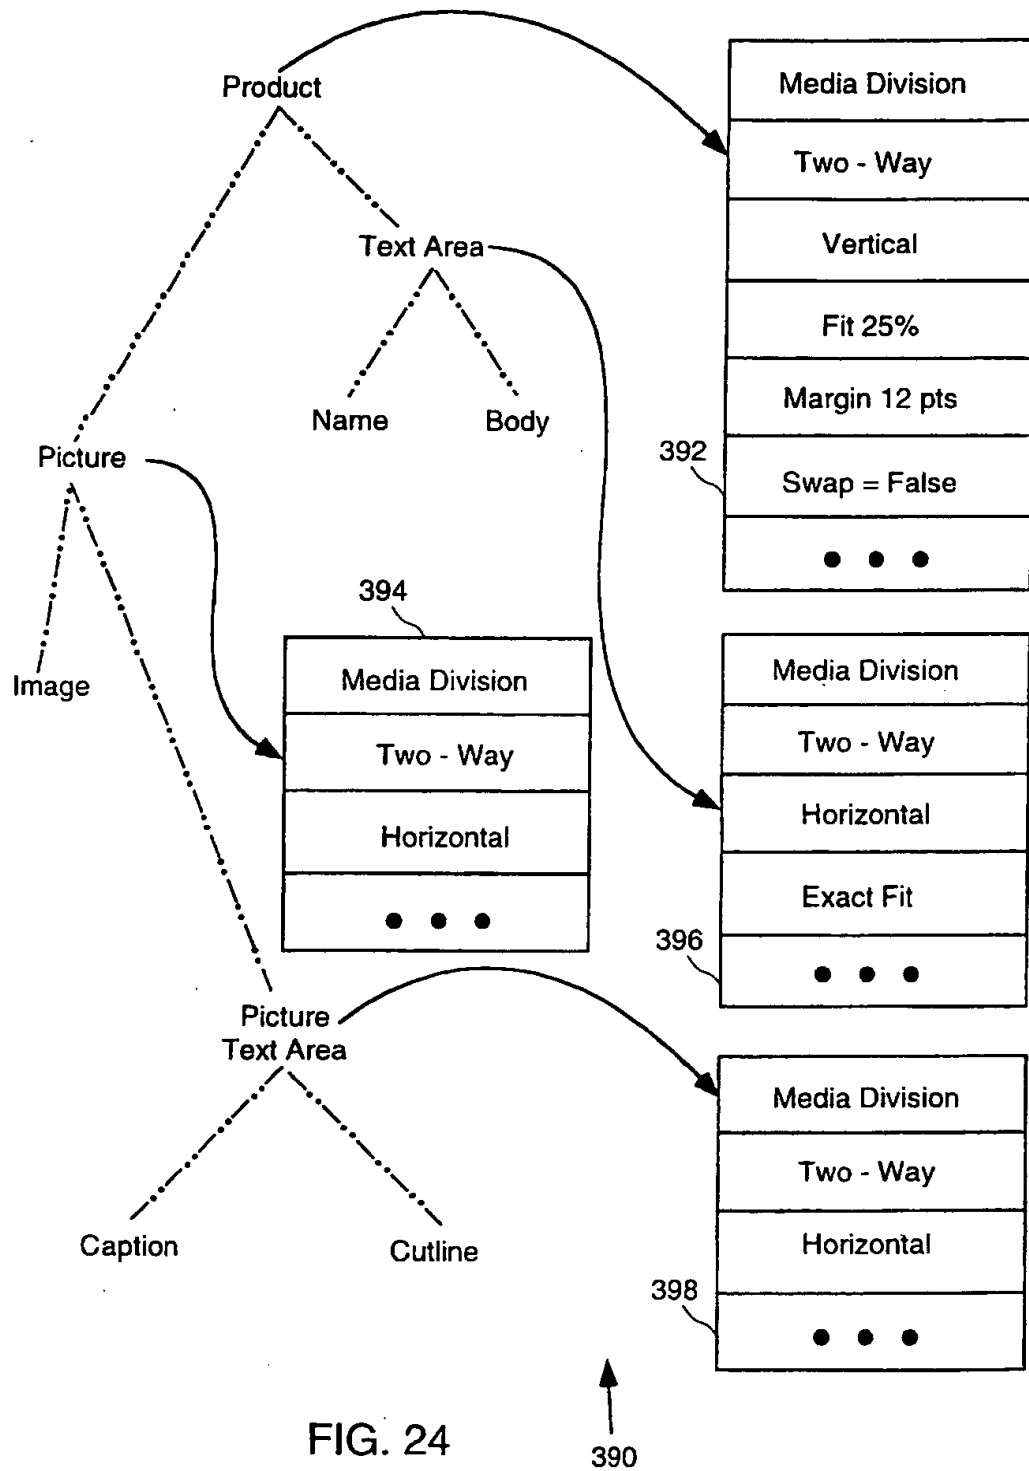 Product
Media Division
Two - Way
Vertical
Fit 25%
Margin 12 pts
Swap = False
392
Text Area
Name
Body
Picture
Image
394
Media Division
Two - Way
Horizontal
Media Division
Two - Way
Horizontal
Exact Fit
396
Picture
Text Area
Caption
Cutline
Media Division
Two - Way
Horizontal
398
FIG. 24
390